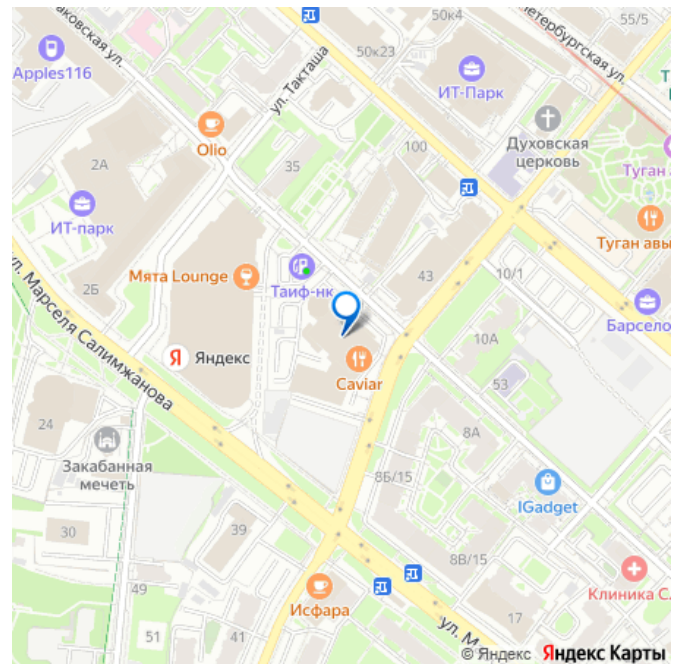 50к4
55/5
Петербургская ул.
аковская ул.
50к23
Apples116
ул. Такташа
ИТ-Парк
Духовская
церковь
100
Olio
2А
35
Туган
ИТ-парк
Туган авы
43
10/1
Мята Lounge
Таиф-нк
2Б
Барсело
ул. Марселя Салимжанова
10А
Яндекс
Caviar
53
24
8А
Закабанная
мечеть
8Б/15
IGadget
30
39
8В/15
Клиника С
49
Исфара
17
51
41
ул. М
© Яндекс Яндекс Карты